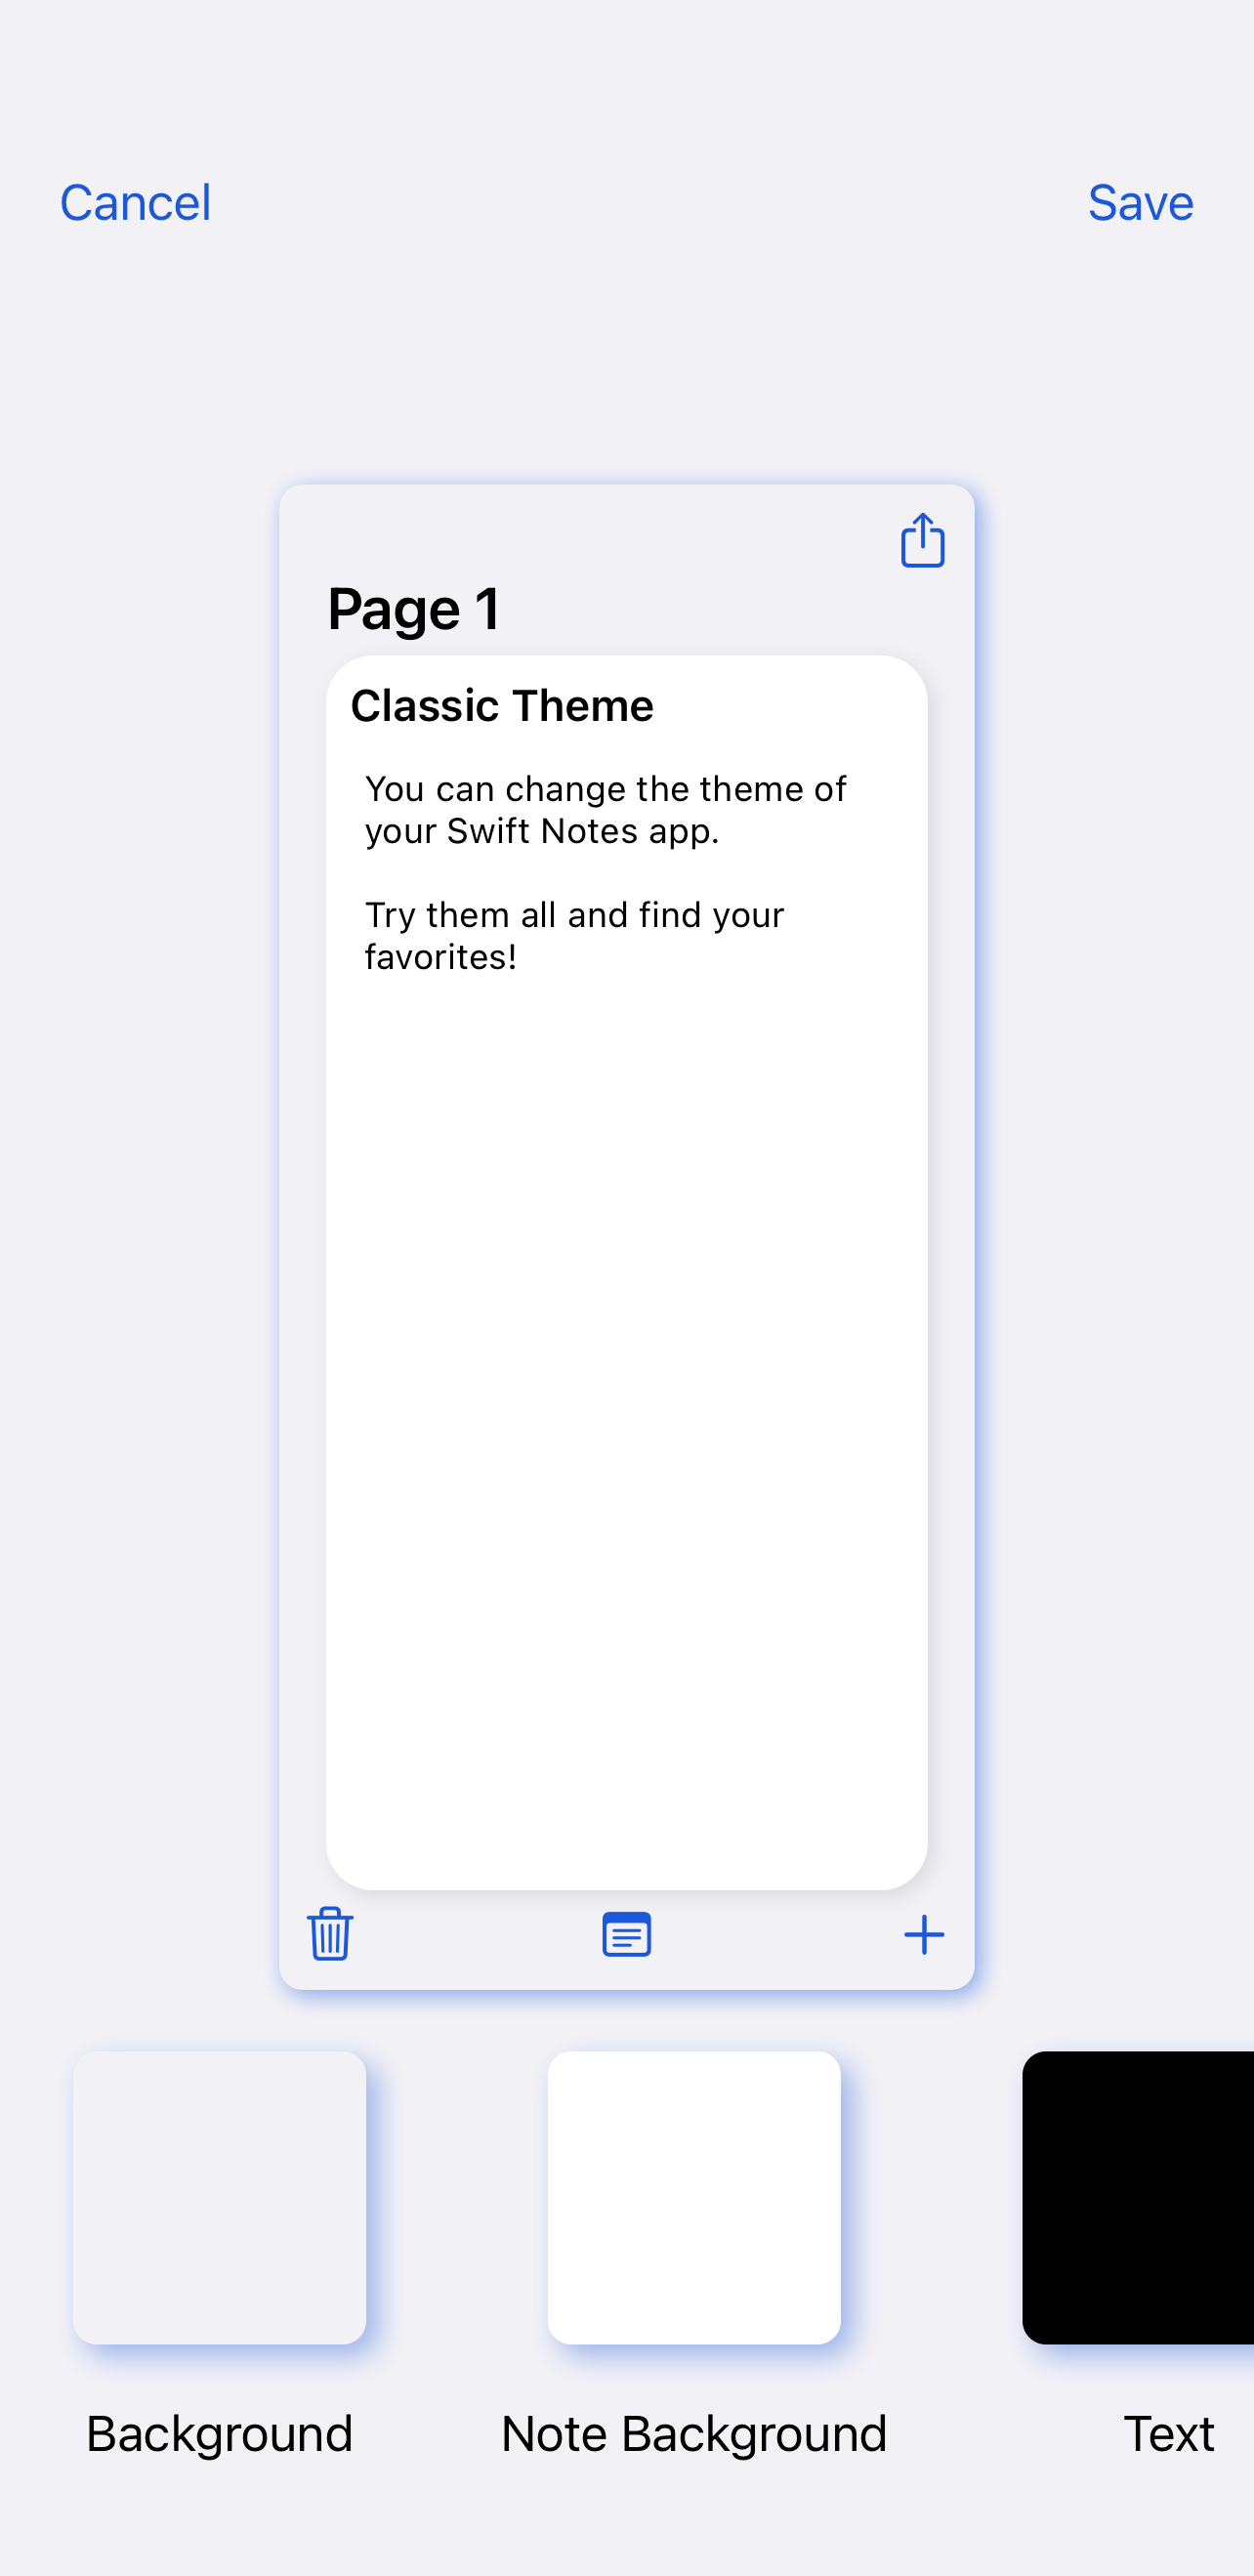 Cancel
Save
Page 1
Classic Theme
You can change the theme of
your Swift Notes app.
Try them all and find your
favorites!
Background
Note Background
Text